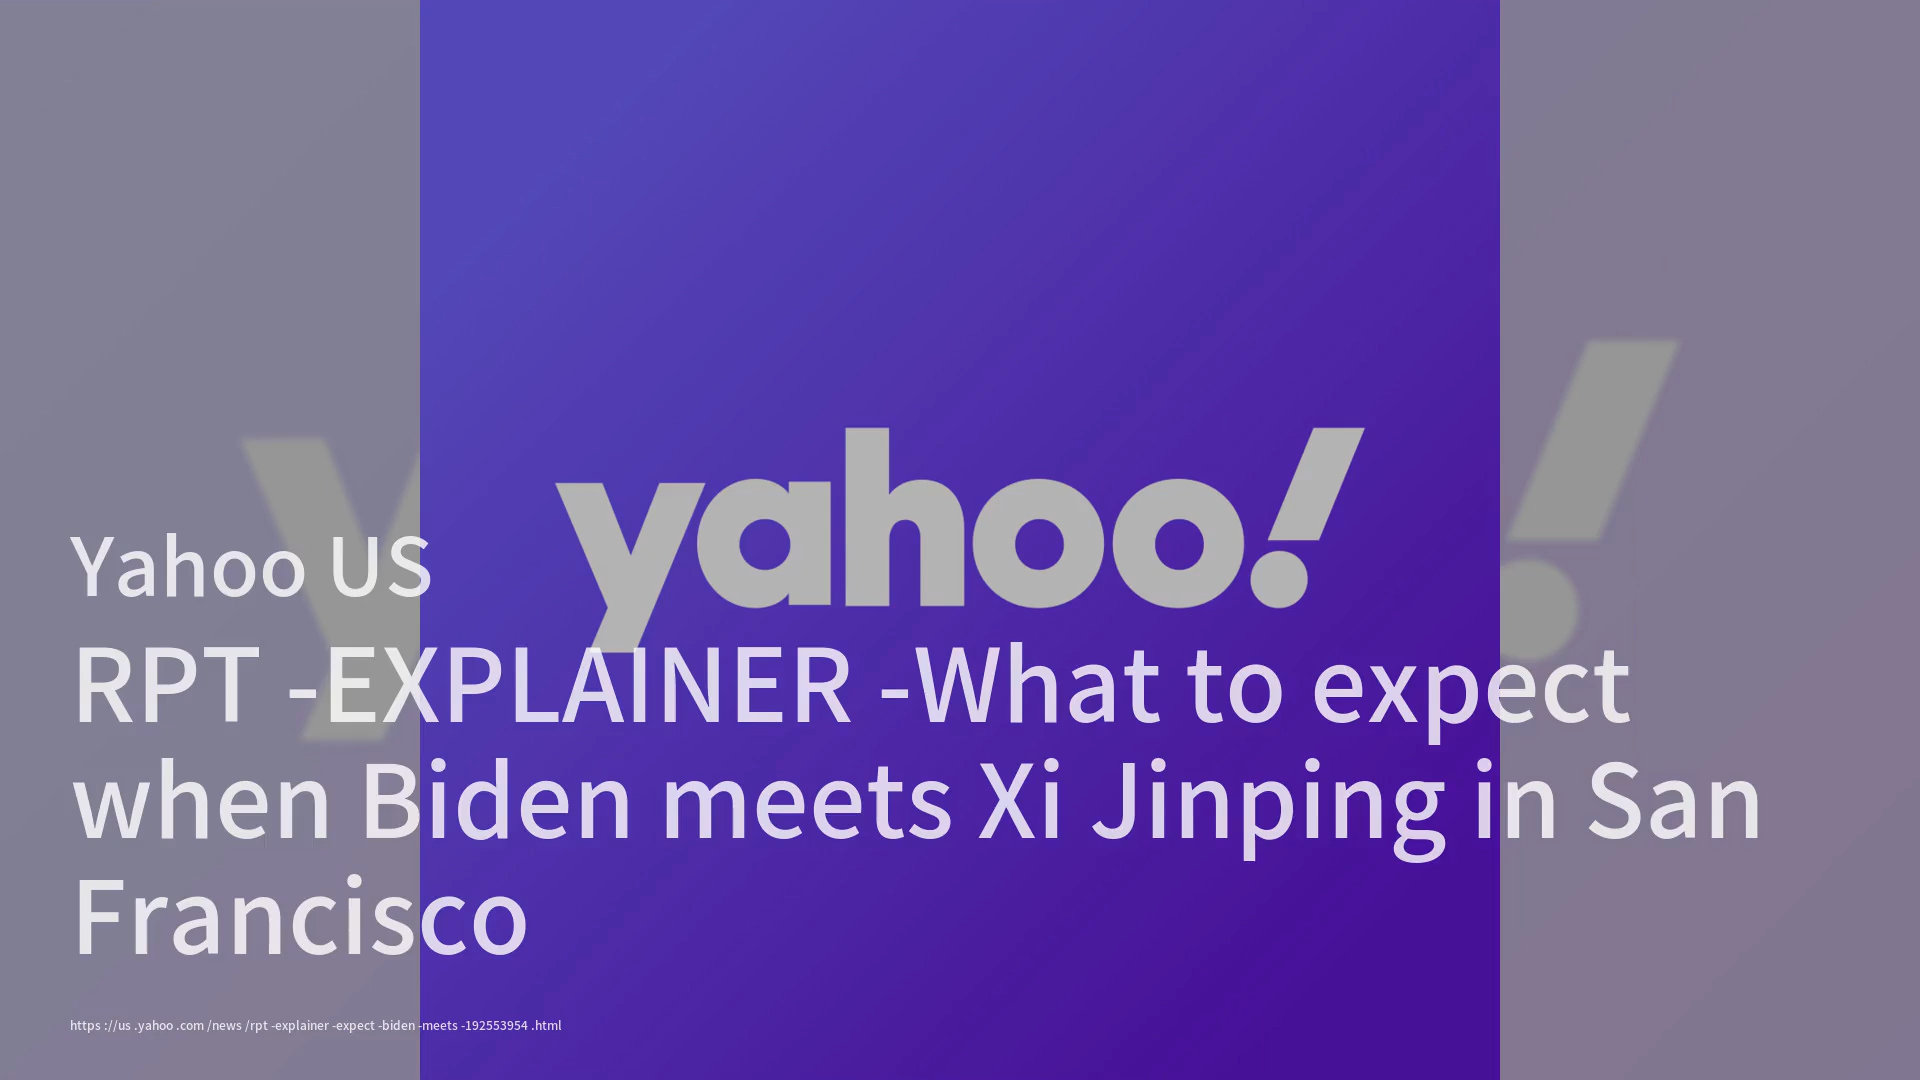 yahoo!
Yahoo US
RPT -EXPLAINER -What to expect
when Biden meets Xi Jinping in San
Francisco
https ://us .yahoo .com /news /rpt -explainer -expect -biden -meets -192553954 .html